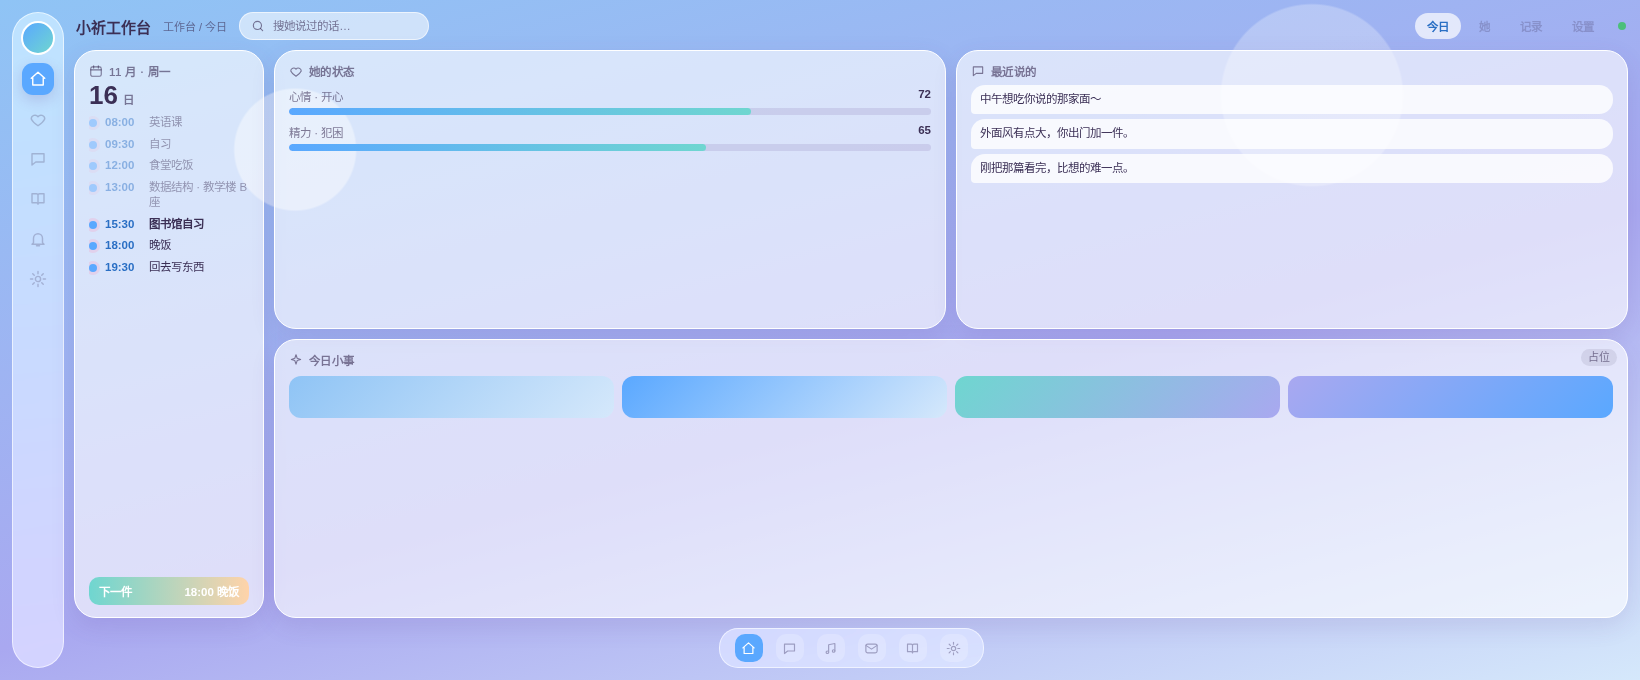 小祈工作台 工作台 / 今日 搜她说过的话…
今日 她 记录 设置
11 月 · 周一
16 日
08:00 英语课
09:30 自习
12:00 食堂吃饭
13:00 数据结构 · 教学楼 B
座
15:30 图书馆自习
18:00 晚饭
19:30 回去写东西
下一件 18:00 晚饭
她的状态
心情 · 开心 72
精力 · 犯困 65
最近说的
中午想吃你说的那家面～
外面风有点大，你出门加一件。
刚把那篇看完，比想的难一点。
今日小事 占位